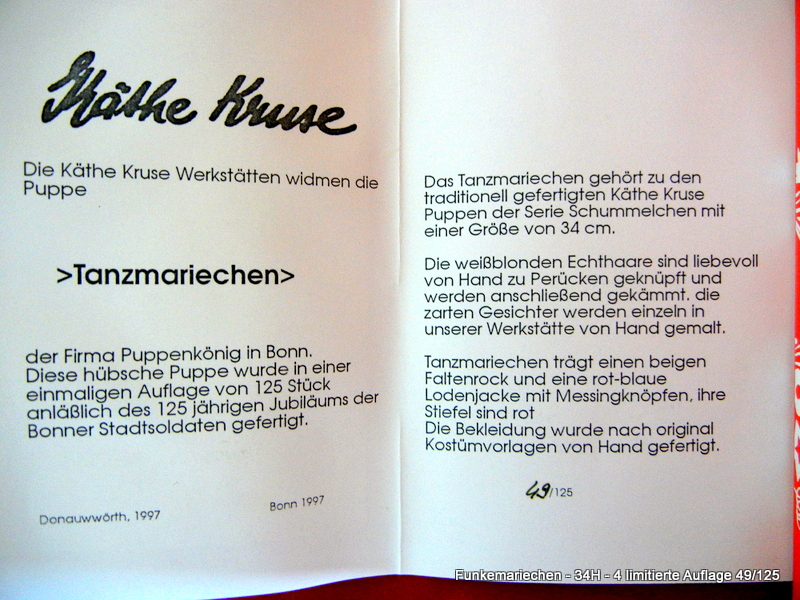 Käthe Kruse
Die Käthe Kruse Werkstätten widmen die
Puppe
>Tanzmariechen>
der Firma Puppenkönig in Bonn.
Diese hübsche Puppe wurde in einer
einmaligen Auflage von 125 Stück
anläßlich des 125 jährigen Jubiläums der
Bonner Stadtsoldaten gefertigt.
Donauwwörth, 1997
Bonn 1997
Das Tanzmariechen gehört zu den
traditionell gefertigten Käthe Kruse
Puppen der Serie Schummelchen mit
einer Größe von 34 cm.
Die weißblonden Echthaare sind liebevoll
von Hand zu Perücken geknüpft und
werden anschließend gekämmt. die
zarten Gesichter werden einzeln in
unserer Werkstätte von Hand gemalt.
Tanzmariechen trägt einen beigen
Faltenrock und eine rot-blaue
Lodenjacke mit Messingknöpfen, ihre
Stiefel sind rot
Die Bekleidung wurde nach original
Kostümvorlagen von Hand gefertigt.
49/125
Funkemariechen - 34H - 4 limitierte Auflage 49/125